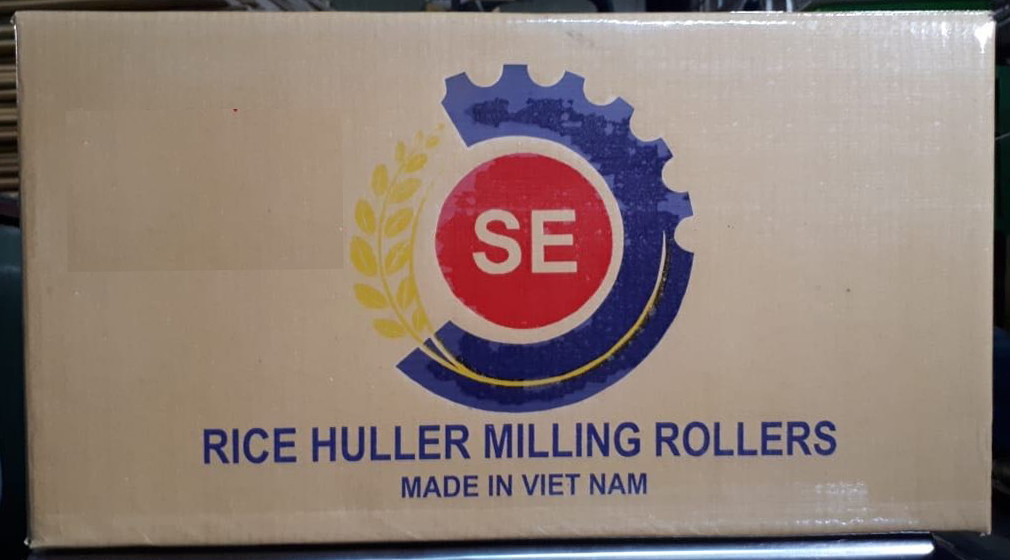 SE
RICE HULLER MILLING ROLLERS
MADE IN VIET NAM